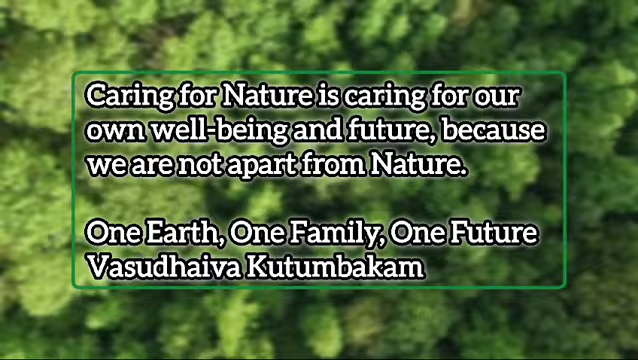 Caring for Nature is caring for our
own well-being and future, because
we are not apart from Nature.
One Earth, One Family, One Future
Vasudhaiva Kutumbakam